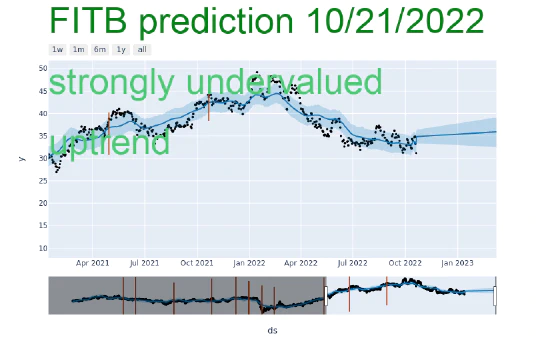 FITB prediction 10/21/2022
1w 1m 6m 1y all
strongly undervalued
uptrend
50
45
40
35
30
25
20
15
10
y
Apr 2021 Jul 2021 Oct 2021 Jan 2022 Apr 2022 Jul 2022 Oct 2022 Jan 2023
ds